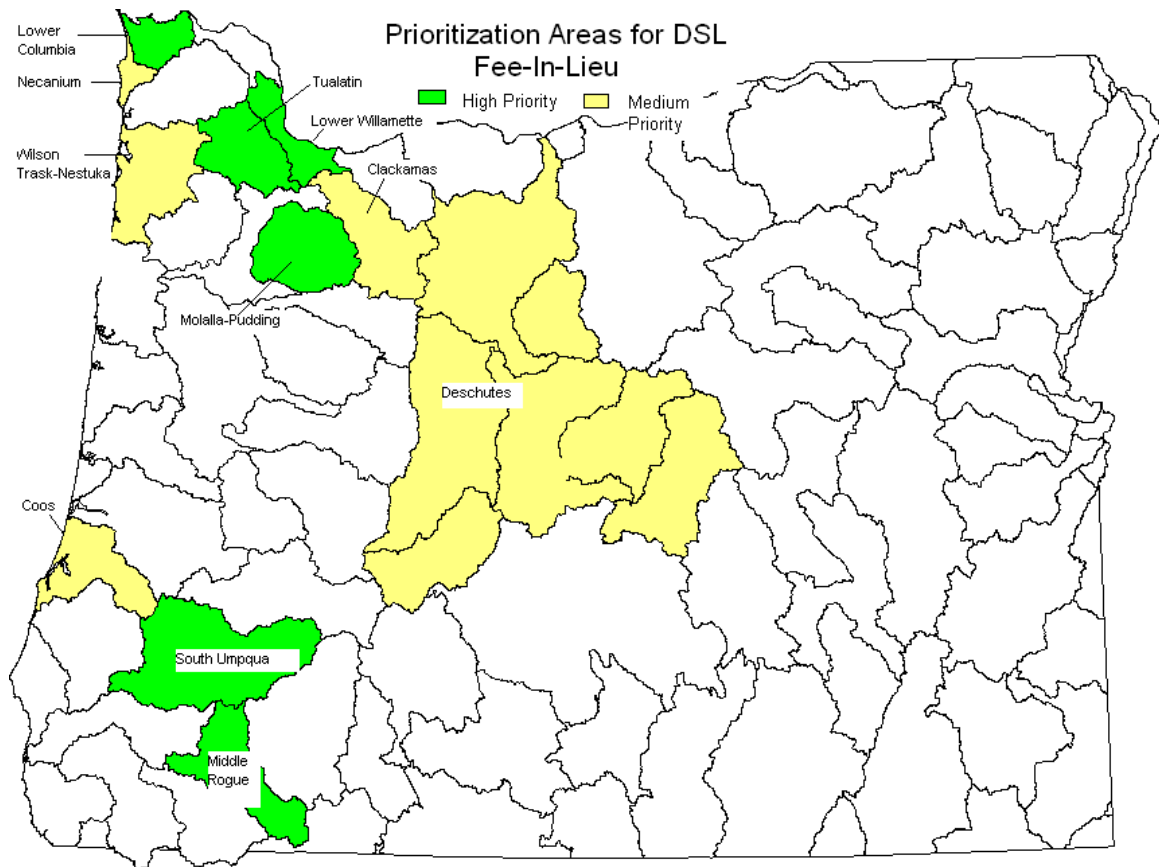 Prioritization Areas for DSL
Fee-In-Lieu
High Priority
Medium
Priority
Lower
Columbia
Necanium
Tualatin
Lower Willamette
Wilson
Trask-Nestuka
Clackamas
Molalla-Pudding
Deschutes
Coos
South Umpqua
Middle
Rogue